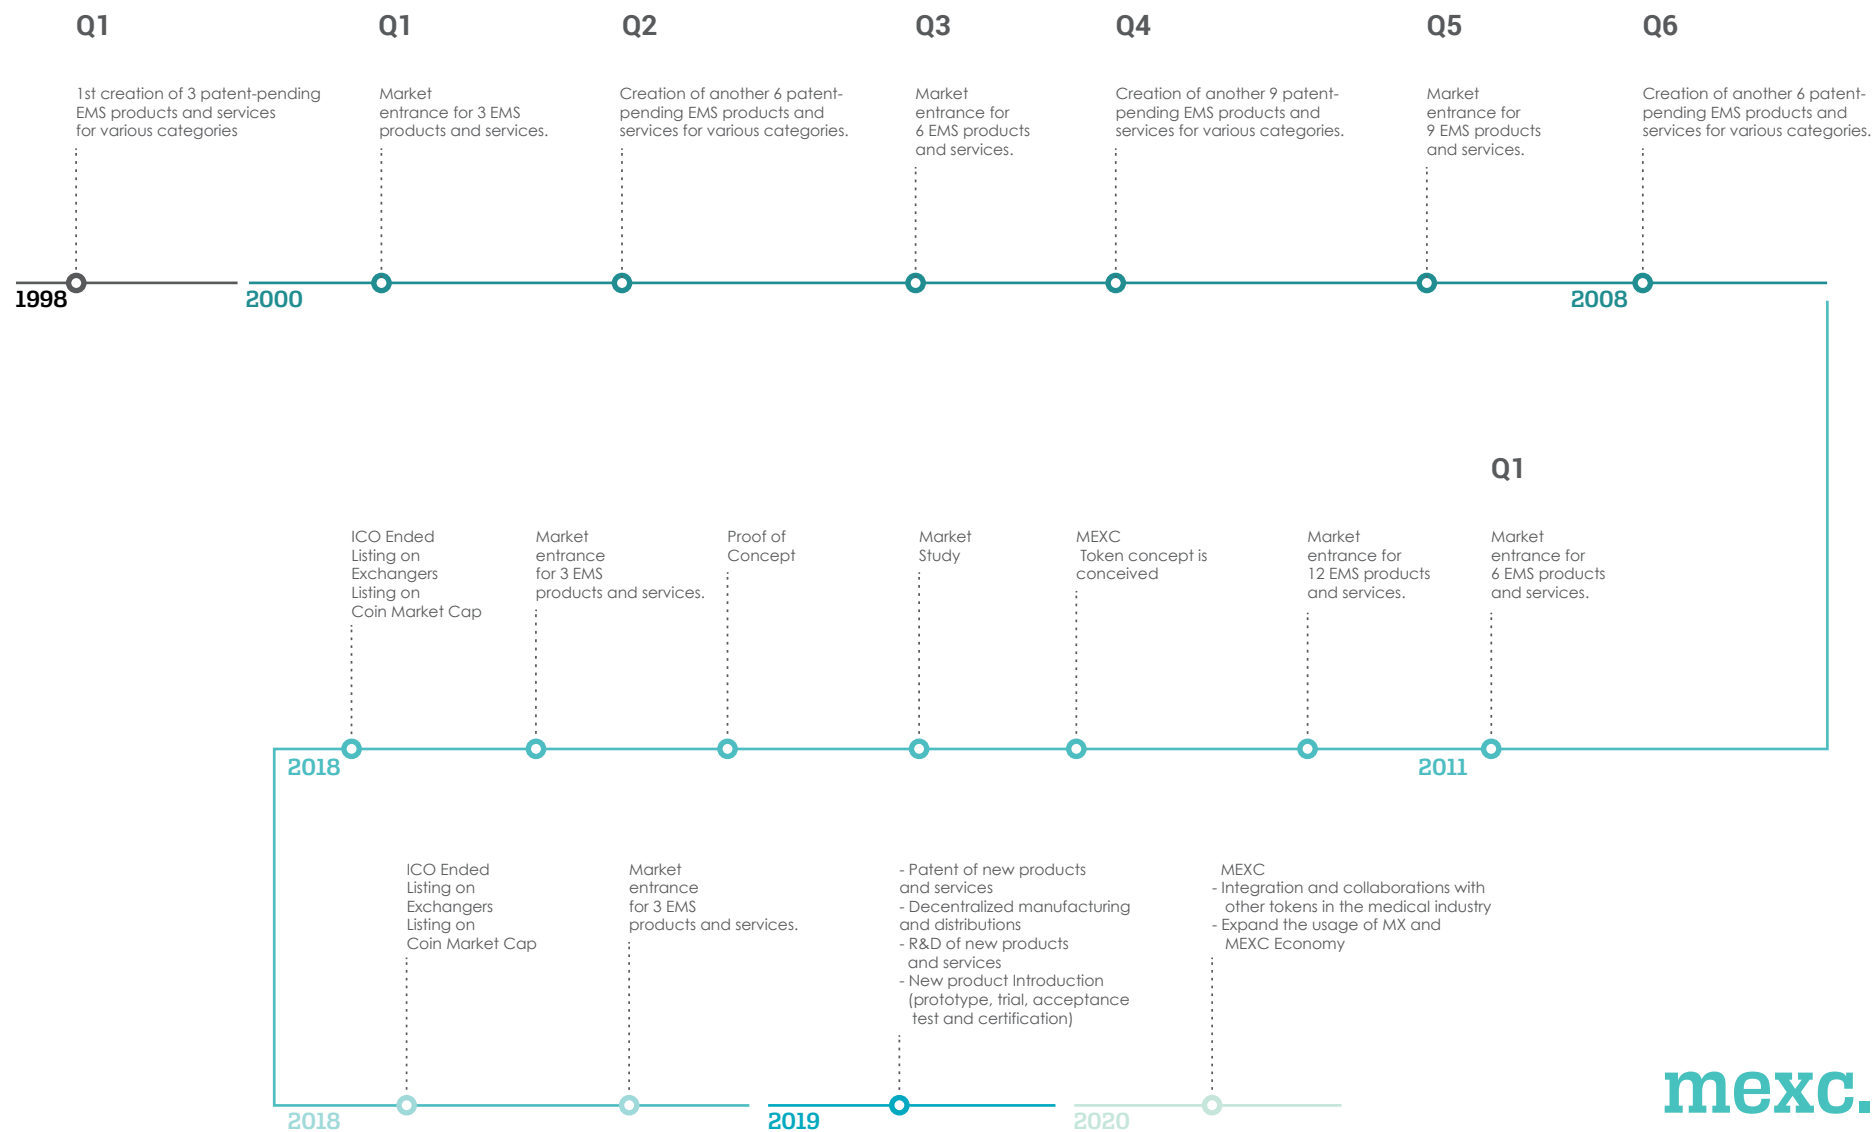 Q1
1st creation of 3 patent-pending
EMS products and services
for various categories
Q1
Market
entrance for 3 EMS
products and services.
Q2
Creation of another 6 patent-
pending EMS products and
services for various categories.
Q3
Market
entrance for
6 EMS products
and services.
Q4
Creation of another 9 patent-
pending EMS products and
services for various categories.
Q5
Market
entrance for
9 EMS products
and services.
Q6
Creation of another 6 patent-
pending EMS products and
services for various categories.
1998
2000
2008
ICO Ended
Listing on
Exchangers
Listing on
Coin Market Cap
Market
entrance
for 3 EMS
products and services.
Proof of
Concept
Market
Study
MEXC
Token concept is
conceived
Market
entrance for
12 EMS products
and services.
Q1
Market
entrance for
6 EMS products
and services.
2018
2011
ICO Ended
Listing on
Exchangers
Listing on
Coin Market Cap
Market
entrance
for 3 EMS
products and services.
- Patent of new products
and services
- Decentralized manufacturing
and distributions
- R&D of new products
and services
- New product Introduction
(prototype, trial, acceptance
test and certification)
MEXC
- Integration and collaborations with
other tokens in the medical industry
- Expand the usage of MX and
MEXC Economy
2018
2019
2020
mexc.